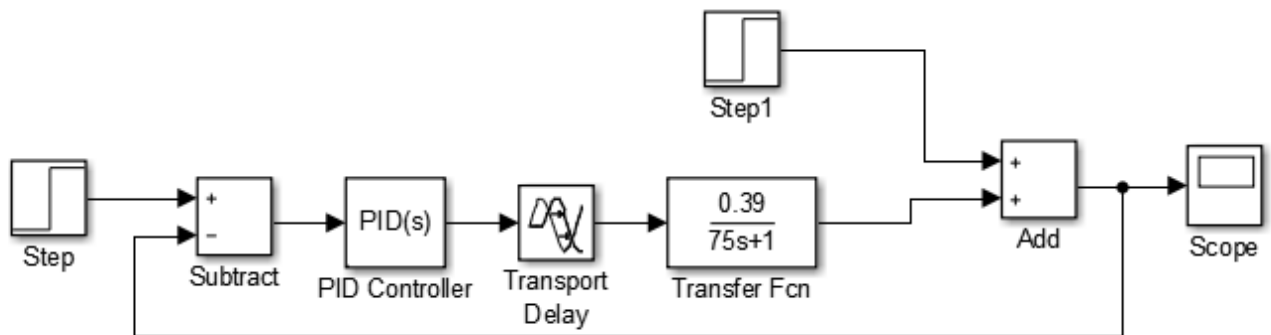 Step1
+
+
Add
Scope
Step
+
−
Subtract
PID(s)
PID Controller
Transport
Delay
0.39
75s+1
Transfer Fcn